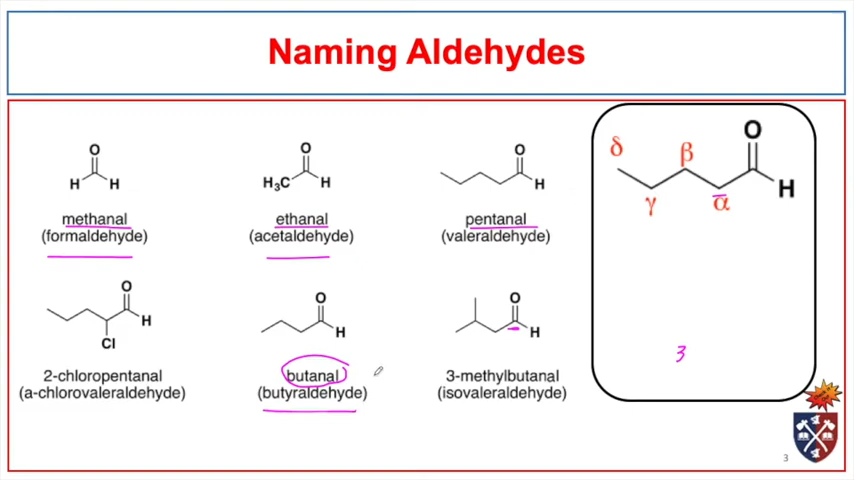 Naming Aldehydes
O
H H
methanal
(formaldehyde)
O
H3C H
ethanal
(acetaldehyde)
O
H
pentanal
(valeraldehyde)
O
H
Cl
2-chloropentanal
(a-chlorovaleraldehyde)
O
H
butanal
(butyraldehyde)
O
H
3-methylbutanal
(isovaleraldehyde)
O
δ β
H
γ α
3
3